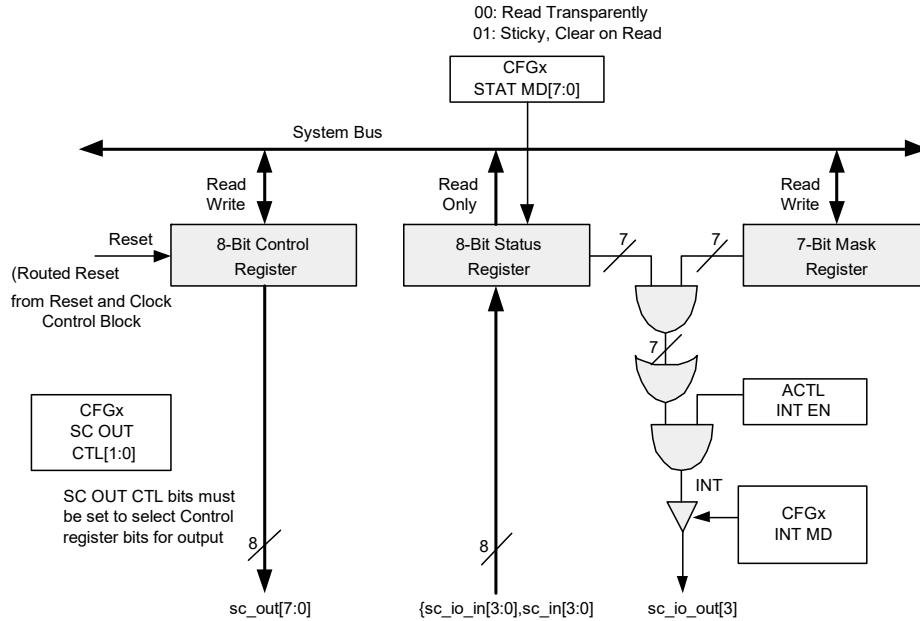 00: Read Transparently
01: Sticky, Clear on Read
CFGx
STAT MD[7:0]
System Bus
Read
Write
Read
Only
Read
Write
Reset
(Routed Reset
from Reset and Clock
Control Block
8-Bit Control
Register
8-Bit Status
Register
7
7
7-Bit Mask
Register
7
CFGx
SC OUT
CTL[1:0]
ACTL
INT EN
SC OUT CTL bits must
be set to select Control
register bits for output
INT
CFGx
INT MD
8
8
sc_out[7:0]
{sc_io_in[3:0],sc_in[3:0]
sc_io_out[3]